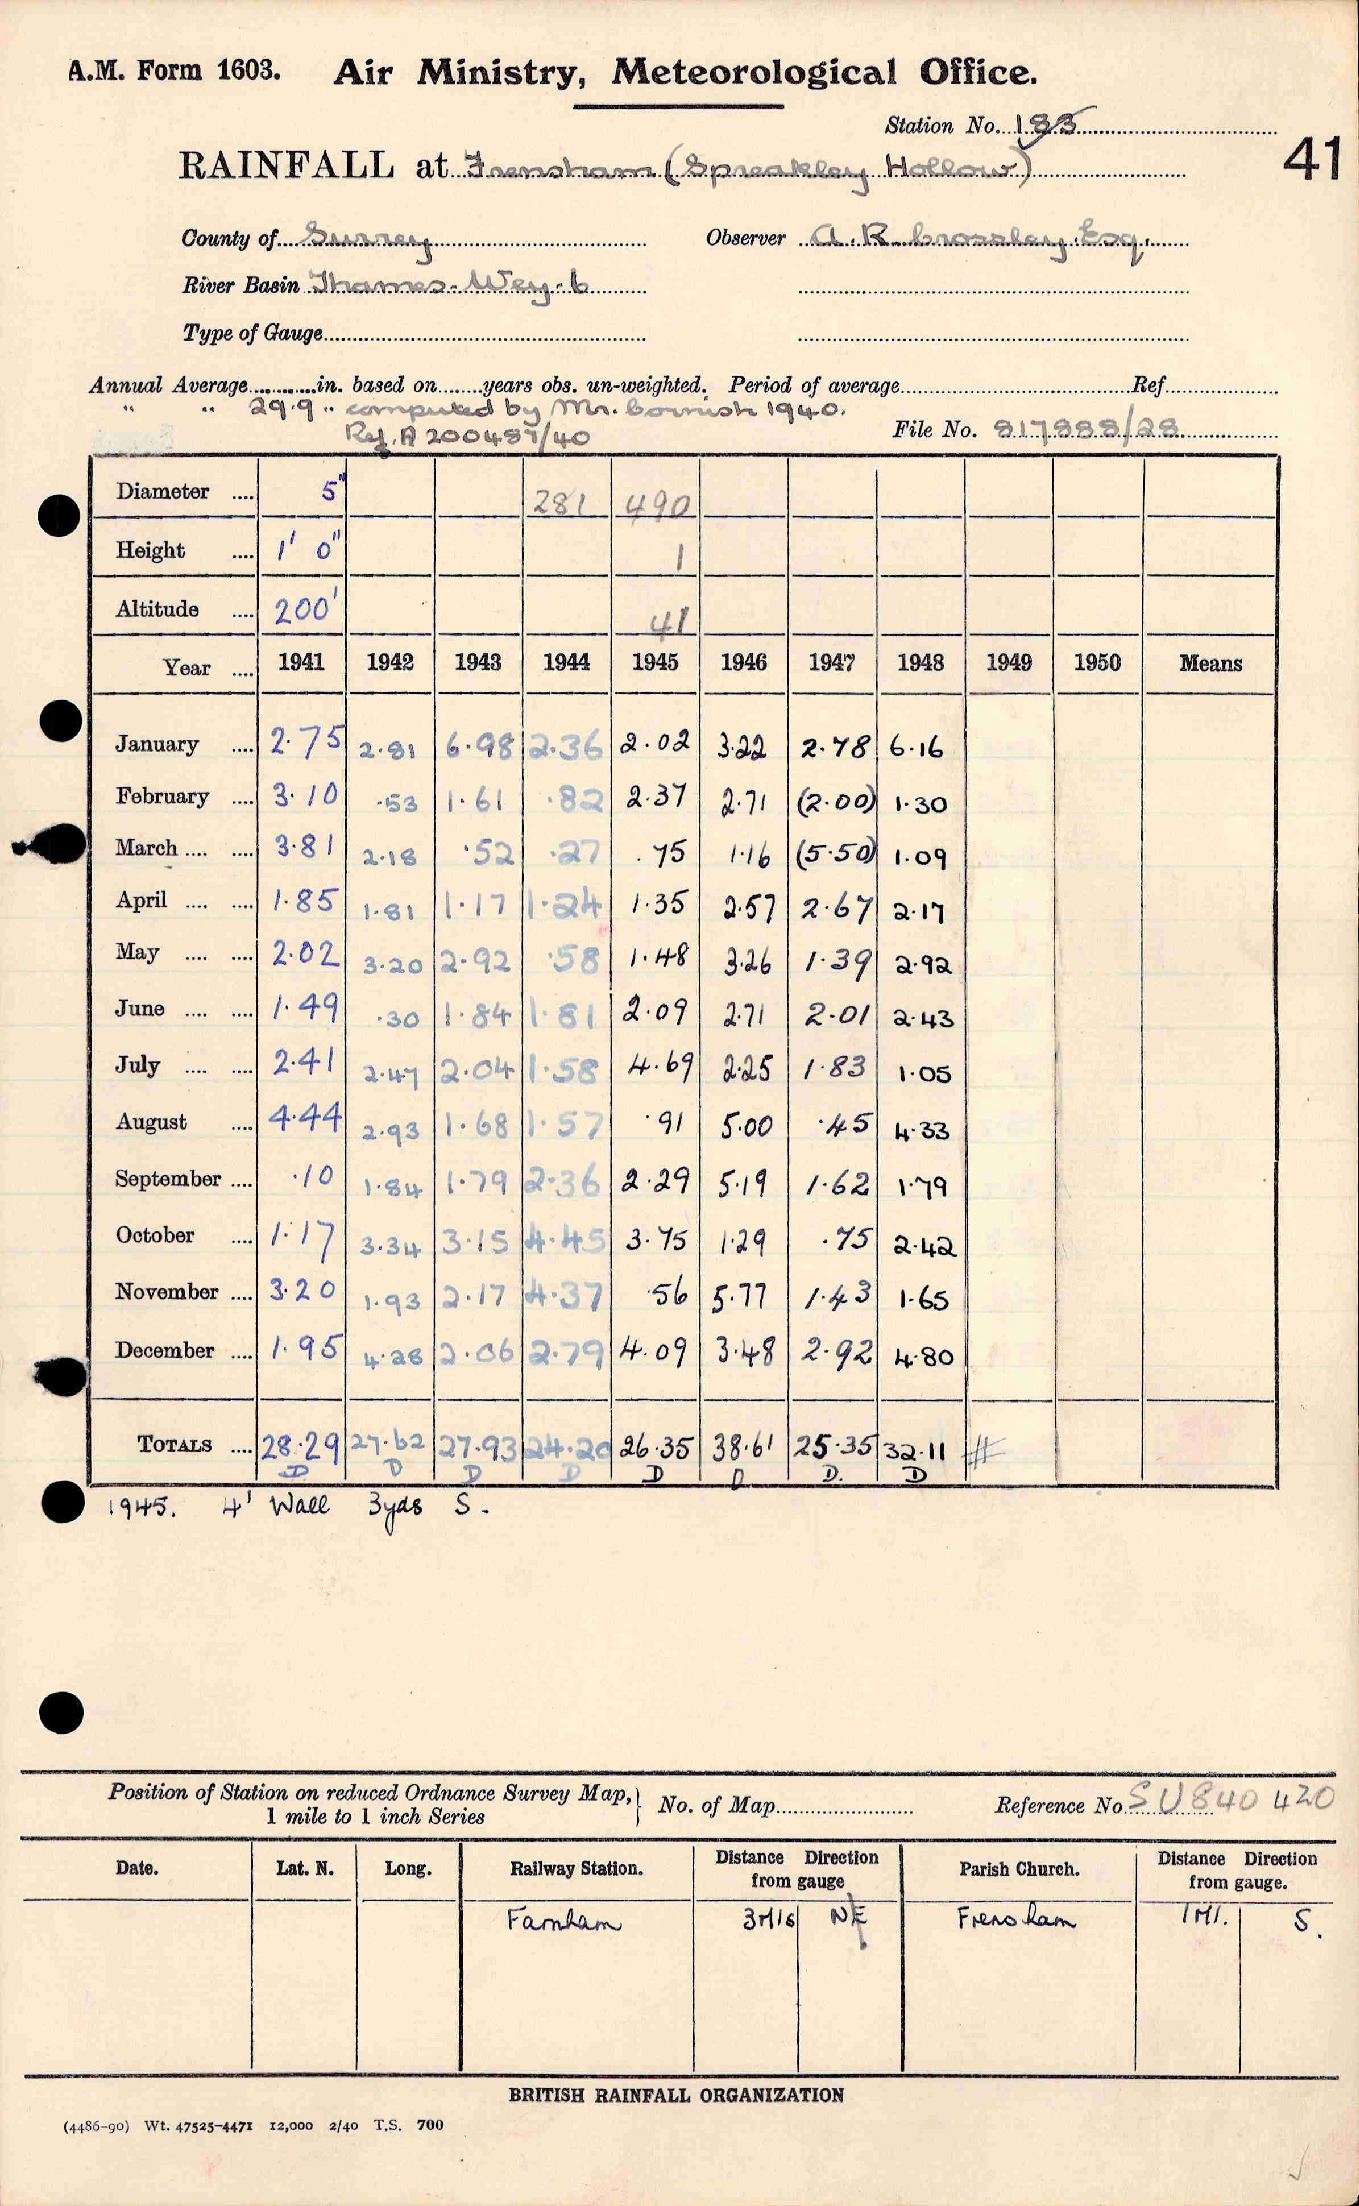 A.M. Form 1603. Air Ministry, Meteorological Office.
Station No. 183
41
RAINFALL at Frensham (Spreakley Hollow)
County of Surrey Observer A. R. Crossley, Esq.
River Basin Thames-Wey-6
Type of Gauge
Annual Average in. based on years obs. un-weighted. Period of average Ref.
" " 29.9 " computed by Mr. Cornish 1940.
Ref. A 200487/40 File No. 817888/28
Diameter 5" 281 490
Height 1' 0" 1
Altitude 200' 41
Year 1941 1942 1943 1944 1945 1946 1947 1948 1949 1950 Means
January 2.75 2.81 6.98 2.36 2.02 3.22 2.78 6.16
February 3.10 .53 1.61 .82 2.37 2.71 (2.00) 1.30
March 3.81 2.18 .52 .27 .75 1.16 (5.50) 1.09
April 1.85 1.81 1.17 1.24 1.35 2.57 2.67 2.17
May 2.02 3.20 2.92 .58 1.48 3.26 1.39 2.92
June 1.49 .30 1.84 1.81 2.09 2.71 2.01 2.43
July 2.41 2.47 2.04 1.58 4.69 2.25 1.83 1.05
August 4.44 2.93 1.68 1.57 .91 5.00 .45 4.33
September .10 1.84 1.79 2.36 2.29 5.19 1.62 1.79
October 1.17 3.34 3.15 4.45 3.75 1.29 .75 2.42
November 3.20 1.93 2.17 4.37 .56 5.77 1.43 1.65
December 1.95 4.28 2.06 2.79 4.09 3.48 2.92 4.80
TOTALS 28.29 27.62 27.93 24.20 26.35 38.61 25.35 32.11 #
D D D D D D D. D
1945. 4' Wall 3yds S.
Position of Station on reduced Ordnance Survey Map, No. of Map Reference No SU 840 420
1 mile to 1 inch Series
Date. Lat. N. Long. Railway Station. Distance Direction from gauge Parish Church. Distance Direction from gauge.
Farnham 3Mls NE Frensham 1Ml. S.
BRITISH RAINFALL ORGANIZATION
(4486-90) Wt. 47525-4471 12,000 2/40 T.S. 700